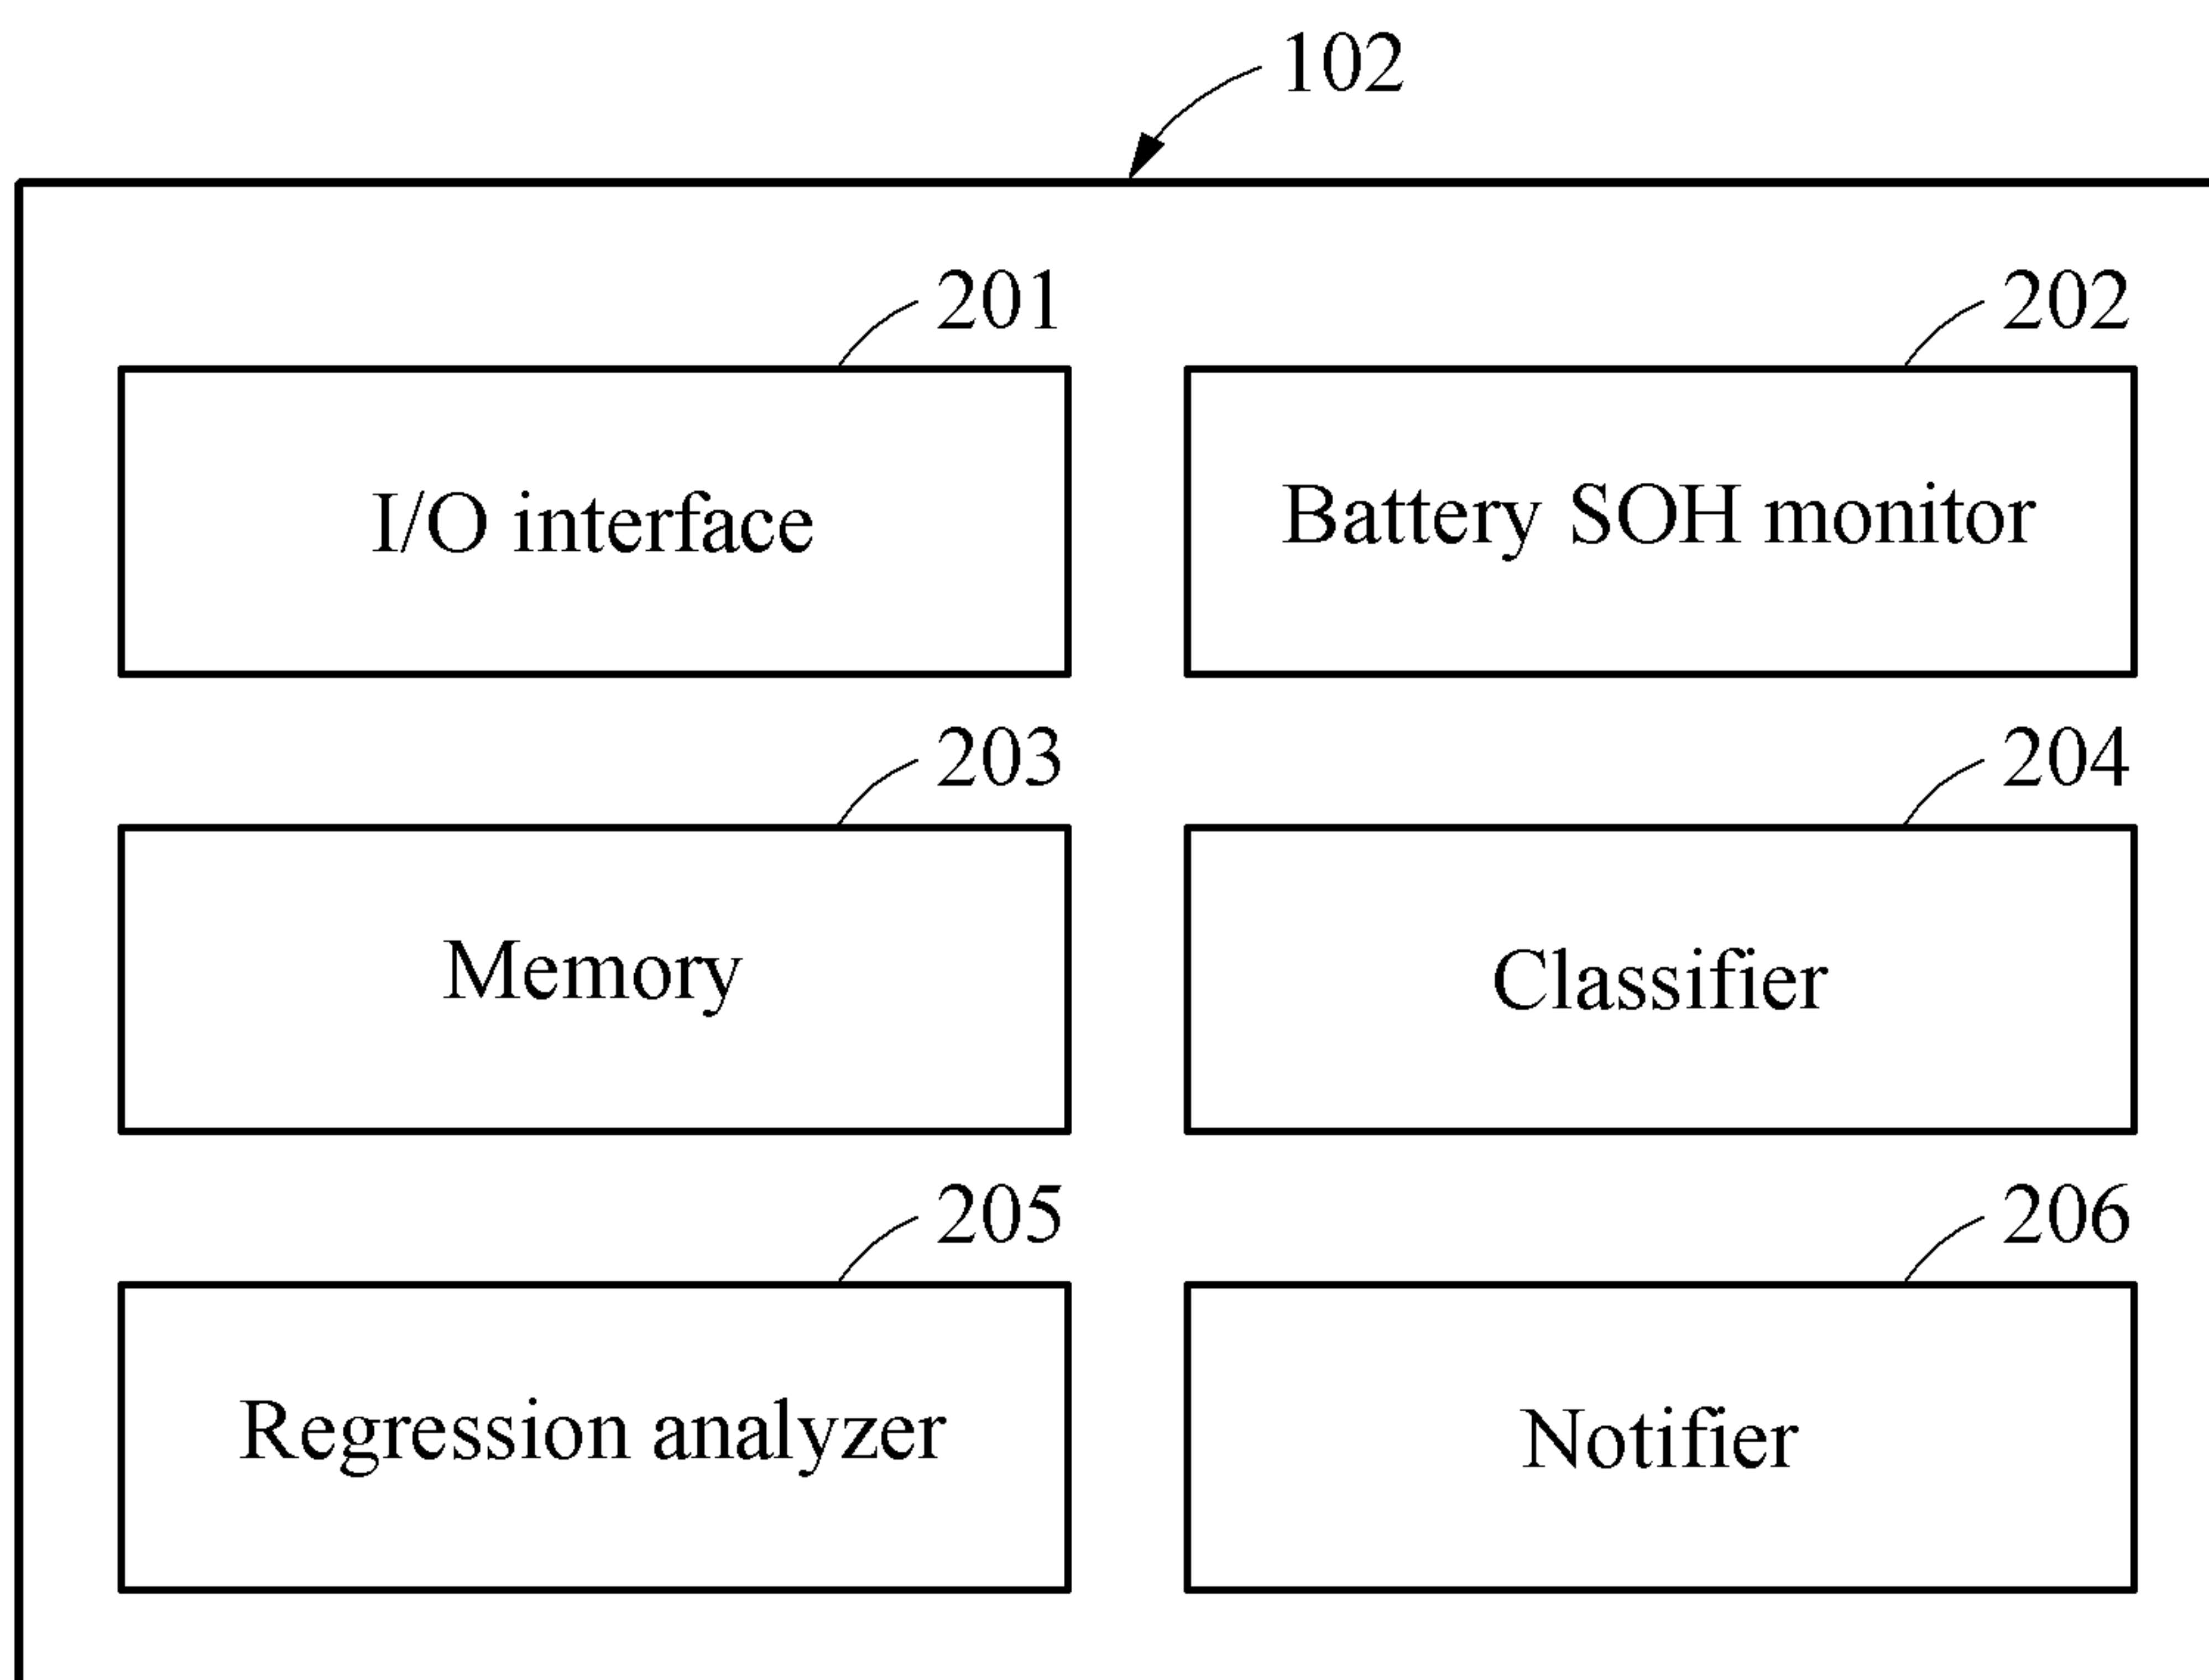 102
201
202
I/O interface
Battery SOH monitor
203
204
Memory
Classifier
205
206
Regression analyzer
Notifier